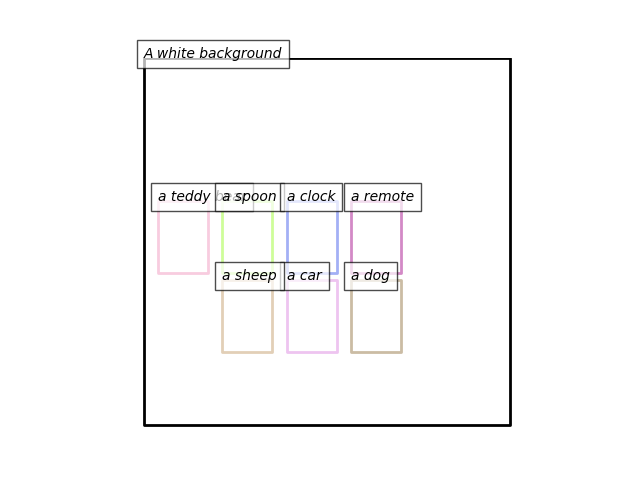 A white background
a teddy bear
a spoon
a clock
a remote
a sheep
a car
a dog